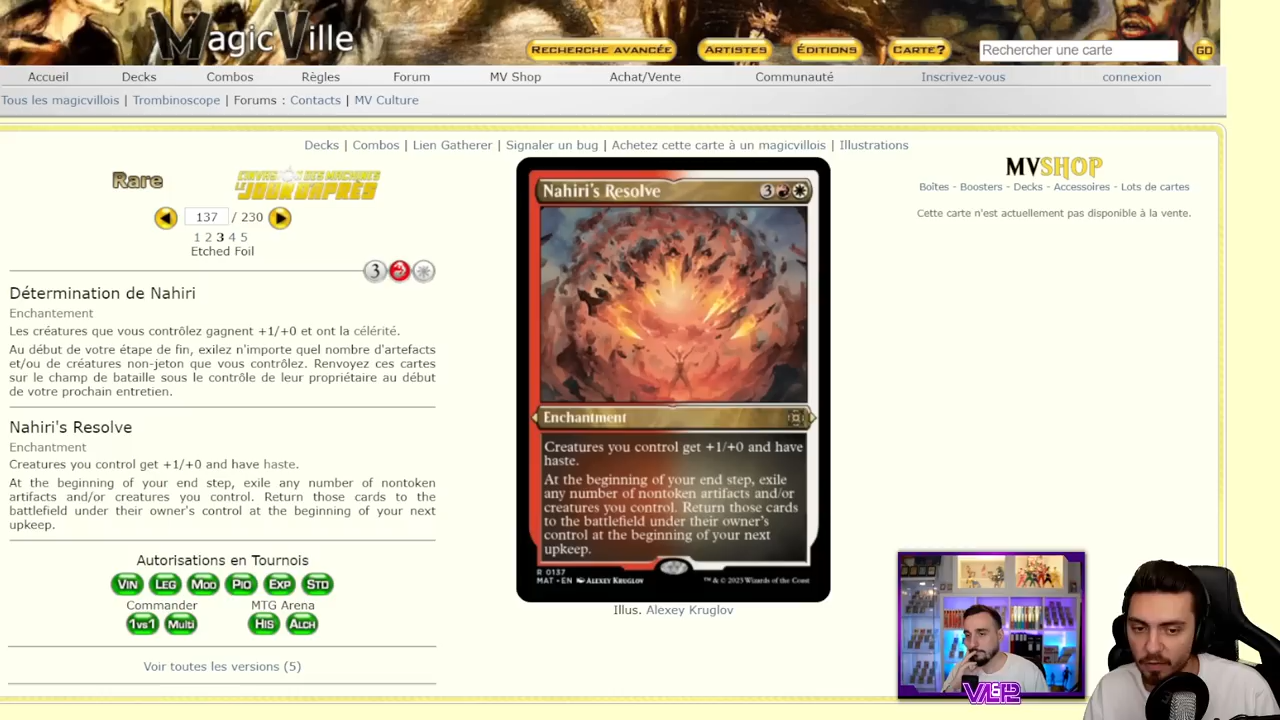 MagicVille
RECHERCHE AVANCÉE
ARTISTES
ÉDITIONS
CARTE?
Rechercher une carte
GO
Accueil
Decks
Combos
Règles
Forum
MV Shop
Achat/Vente
Communauté
Inscrivez-vous
connexion
Tous les magicvillois | Trombinoscope | Forums : Contacts | MV Culture
Decks | Combos | Lien Gatherer | Signaler un bug | Achetez cette carte à un magicvillois | Illustrations
Rare
L'INVASION DES MACHINES
LE JOUR D'APRÈS
137 / 230
1 2 3 4 5
Etched Foil
3
Détermination de Nahiri
Enchantement
Les créatures que vous contrôlez gagnent +1/+0 et ont la célérité.
Au début de votre étape de fin, exilez n'importe quel nombre d'artefacts
et/ou de créatures non-jeton que vous contrôlez. Renvoyez ces cartes
sur le champ de bataille sous le contrôle de leur propriétaire au début
de votre prochain entretien.
Nahiri's Resolve
Enchantment
Creatures you control get +1/+0 and have haste.
At the beginning of your end step, exile any number of nontoken
artifacts and/or creatures you control. Return those cards to the
battlefield under their owner's control at the beginning of your next
upkeep.
Autorisations en Tournois
VIN LEG MOD PIO EXP STD
Commander
MTG Arena
1vs1 Multi
HIS ALCH
Voir toutes les versions (5)
Nahiri's Resolve
3
Enchantment
Creatures you control get +1/+0 and have
haste.
At the beginning of your end step, exile
any number of nontoken artifacts and/or
creatures you control. Return those cards
to the battlefield under their owner's
control at the beginning of your next
upkeep.
R 0137
MAT • EN ALEXEY KRUGLOV
™ & © 2023 Wizards of the Coast
Illus. Alexey Kruglov
MVSHOP
Boîtes - Boosters - Decks - Accessoires - Lots de cartes
Cette carte n'est actuellement pas disponible à la vente.